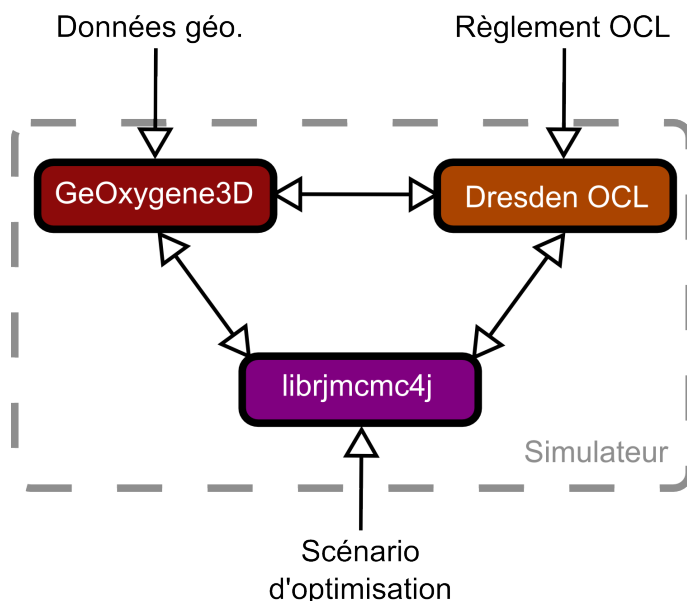 Données géo.
Règlement OCL
GeOxygene3D
Dresden OCL
librjmcmc4j
Simulateur
Scénario
d'optimisation